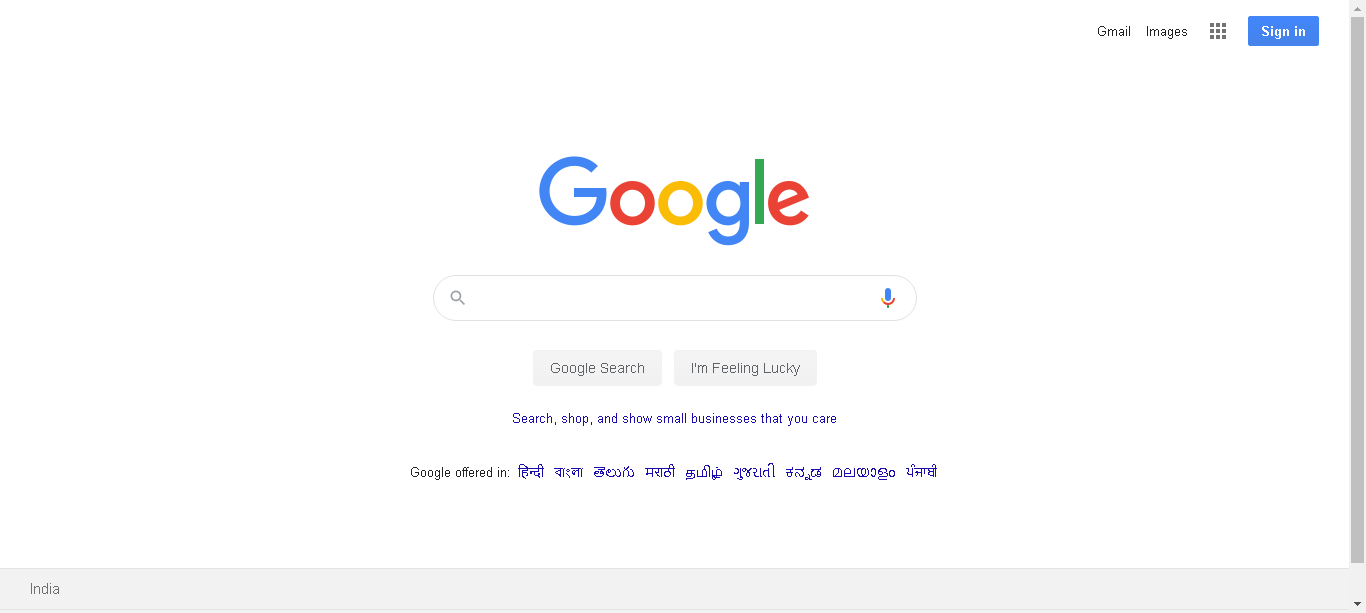 Gmail Images Sign in
Google
Google Search I'm Feeling Lucky
Search, shop, and show small businesses that you care
Google offered in: हिन्दी বাংলা తెలుగు मराठी தமிழ் ગુજરાતી ಕನ್ನಡ മലയാളം ਪੰਜਾਬੀ
India